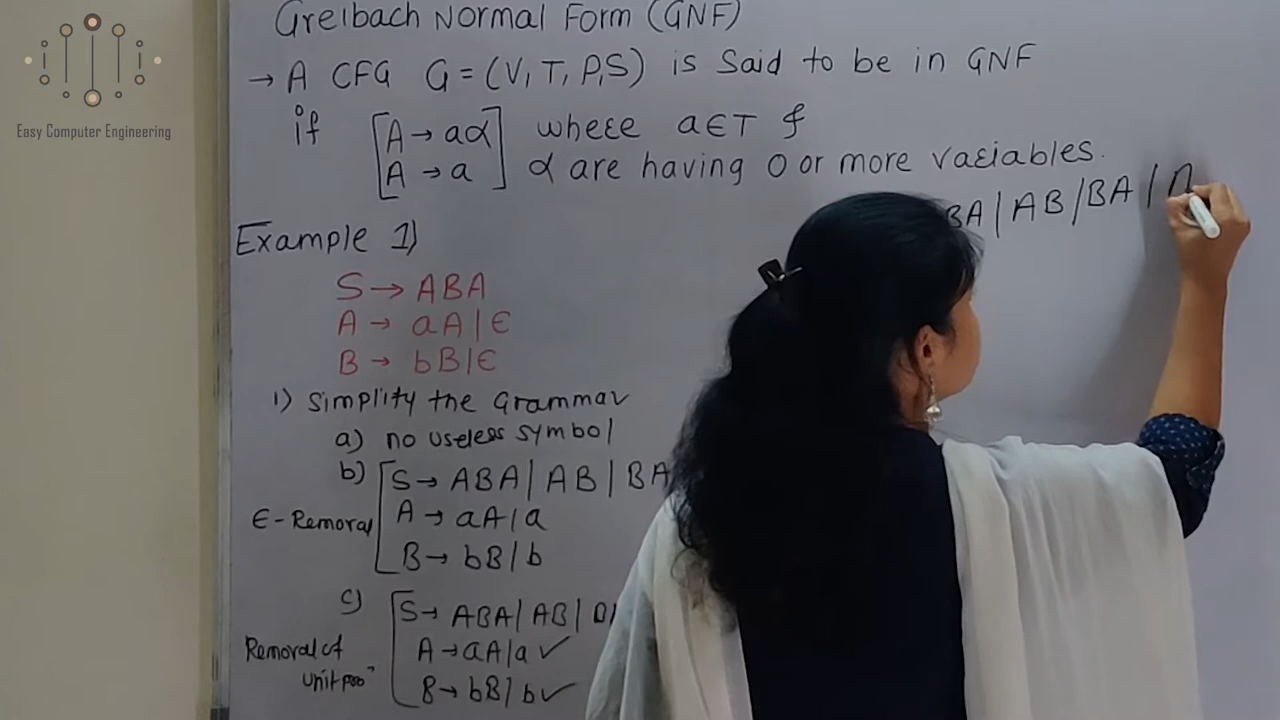 Easy Computer Engineering
Greibach Normal Form (GNF)
→ A CFG G = (V, T, P, S) is said to be in GNF
if [A → aα] where a∈T &
[A → a] α are having 0 or more variables.
BA | AB | BA |
Example 1)
S → ABA
A → aA | ∈
B → bB | ∈
1) Simplify the Grammar
a) no useless symbol
b) S → ABA | AB | BA
∈-Removal A → aA | a
B → bB | b
c) S → ABA | AB |
Removal of A → aA | a ✓
unit B → bB | b ✓